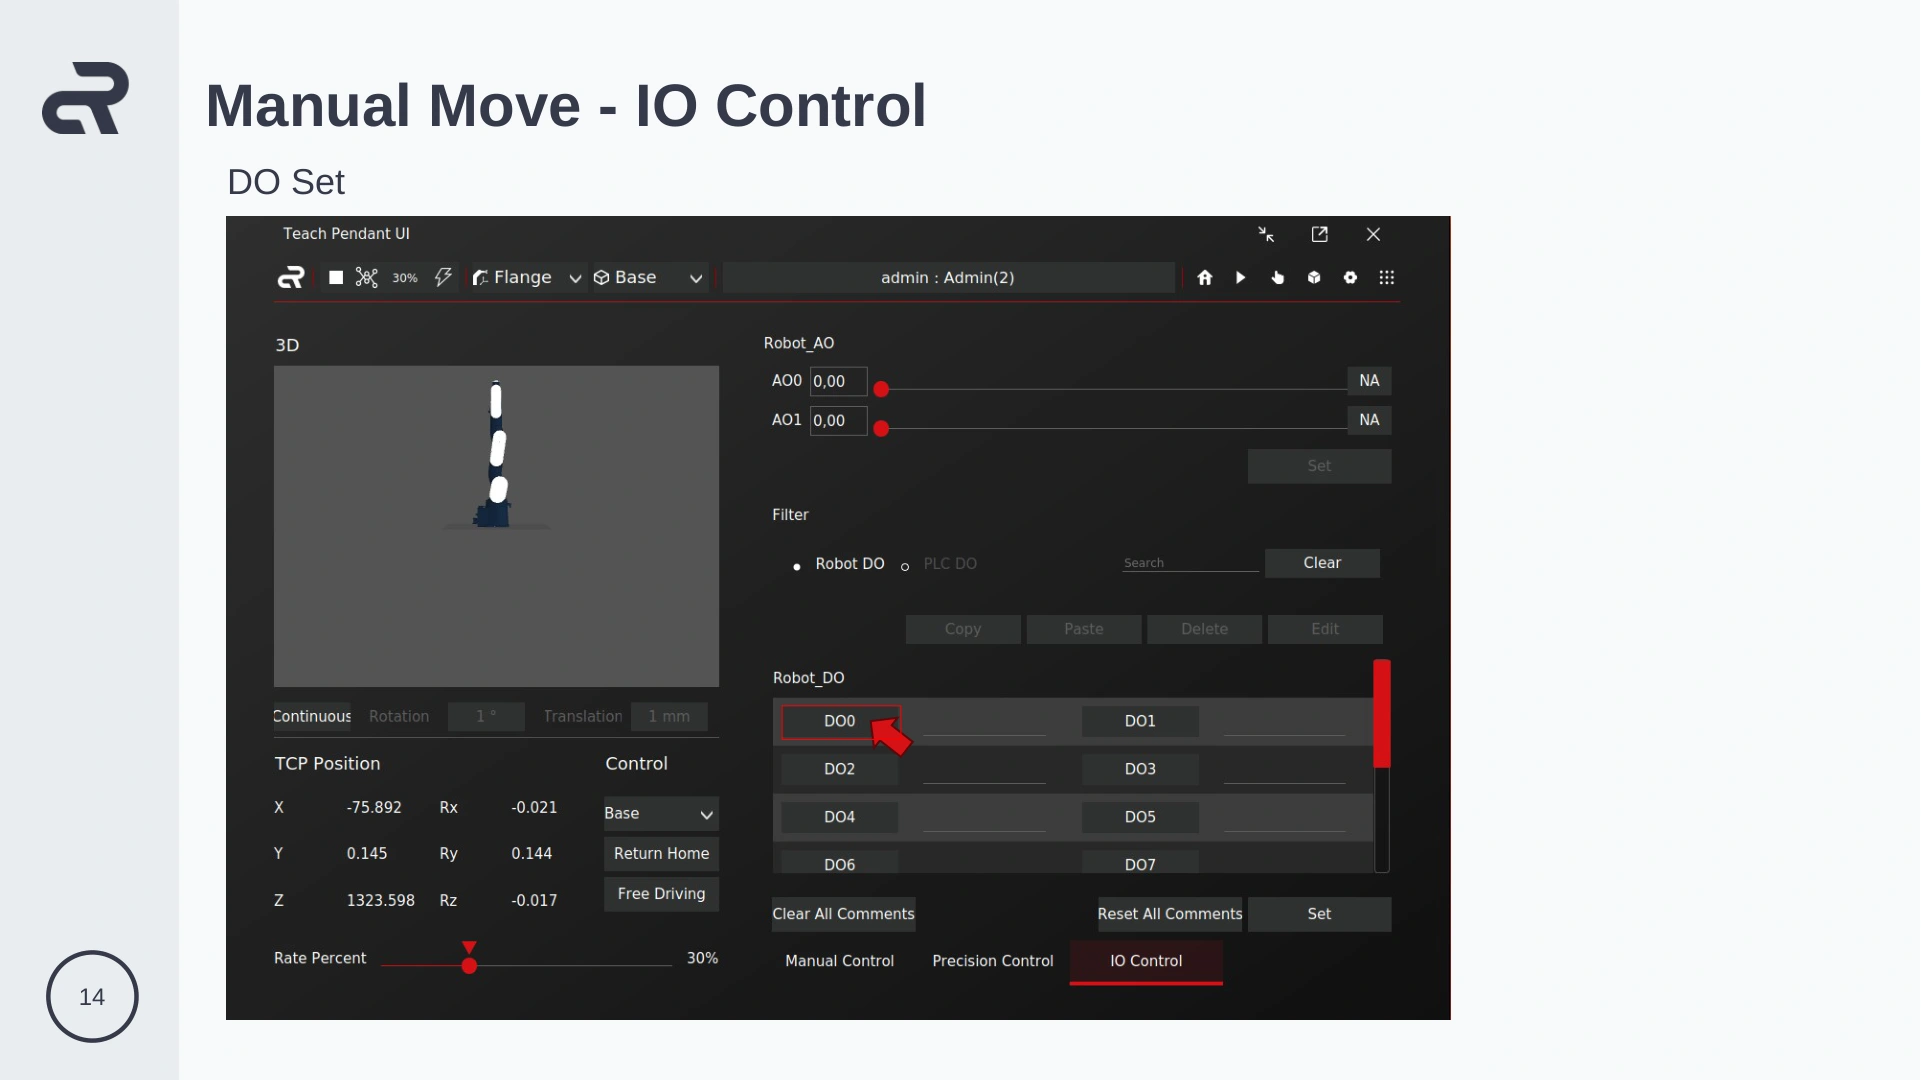 Manual Move - IO Control
DO Set
Teach Pendant UI
30% Flange Base admin : Admin(2)
3D
Robot_AO
AO0 0,00 NA
AO1 0,00 NA
Set
Filter
Robot DO PLC DO Search Clear
Copy Paste Delete Edit
Robot_DO
DO0 DO1
DO2 DO3
DO4 DO5
DO6 DO7
Continuous Rotation 1 ° Translation 1 mm
TCP Position Control
X -75.892 Rx -0.021 Base
Y 0.145 Ry 0.144 Return Home
Z 1323.598 Rz -0.017 Free Driving
Clear All Comments Reset All Comments Set
Rate Percent 30%
Manual Control Precision Control IO Control
14